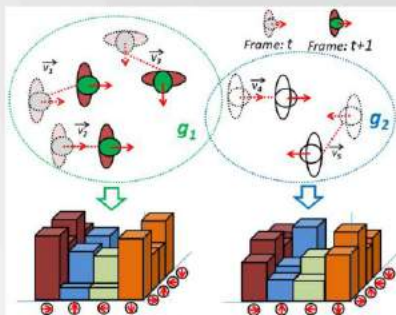 v₃
Frame: t
Frame: t+1
v₁
v₄
v₂
g₁
g₂
v₅